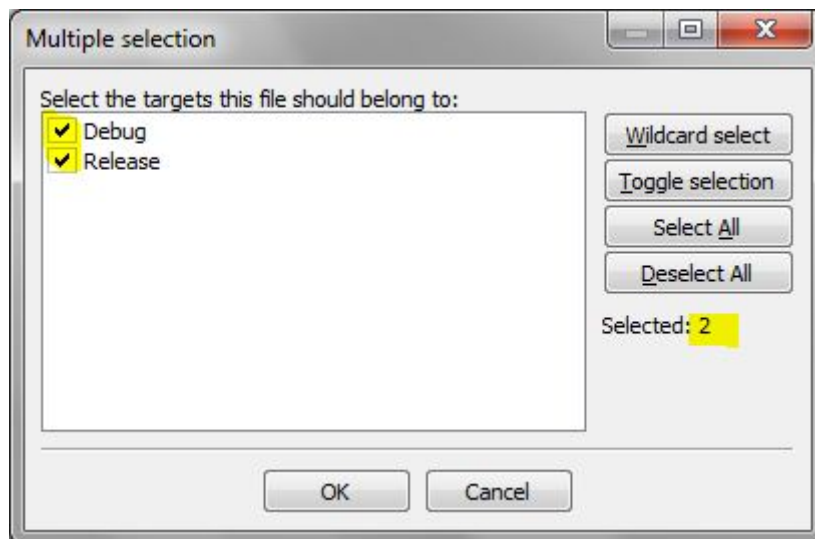 Multiple selection
Select the targets this file should belong to:
Debug
Release
Wildcard select
Toggle selection
Select All
Deselect All
Selected: 2
OK
Cancel